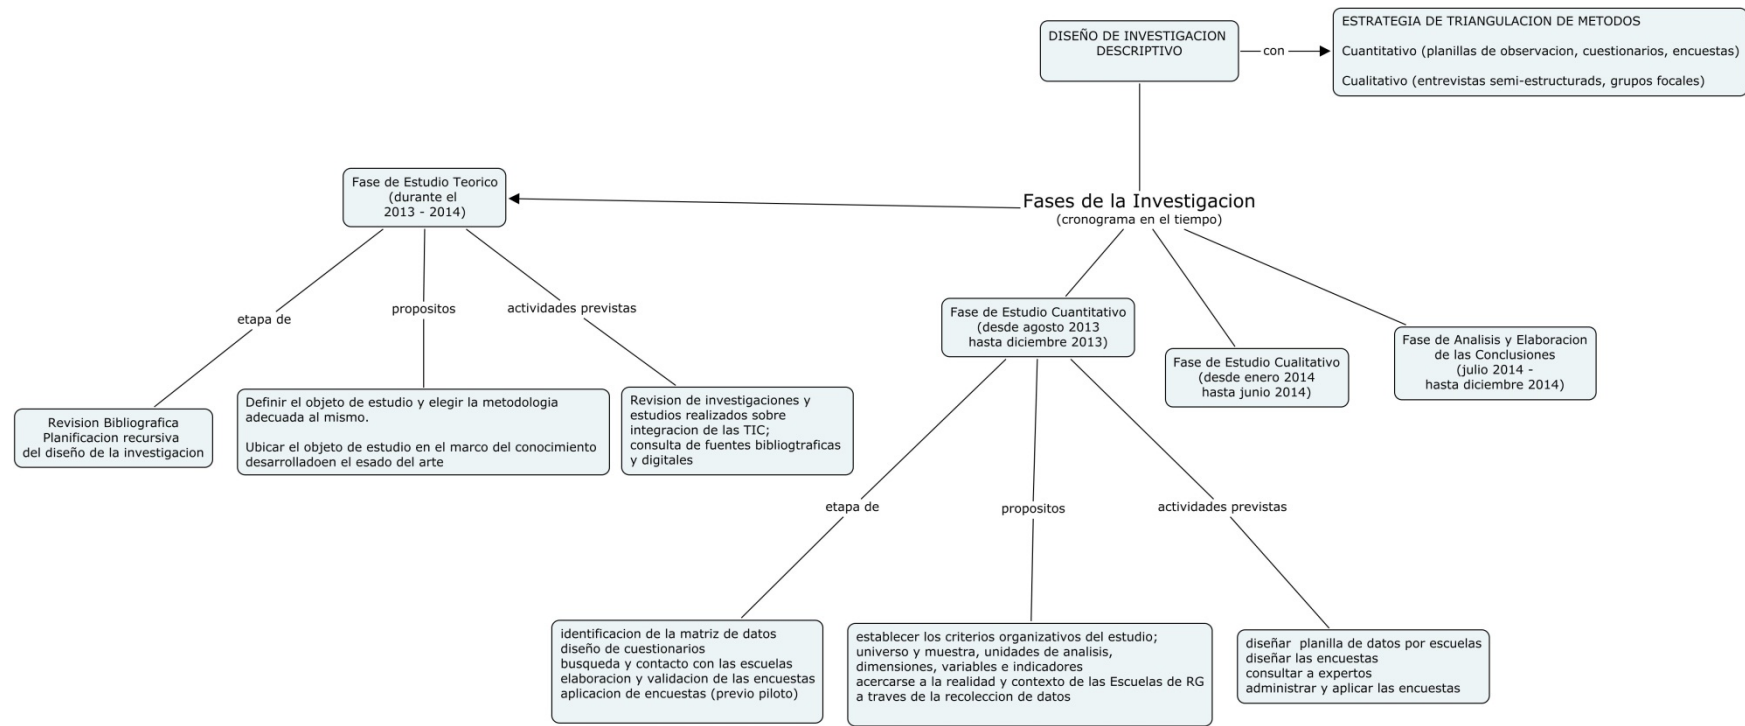 DISEÑO DE INVESTIGACION
DESCRIPTIVO
con
ESTRATEGIA DE TRIANGULACION DE METODOS
Cuantitativo (planillas de observacion, cuestionarios, encuestas)
Cualitativo (entrevistas semi-estructurads, grupos focales)
Fases de la Investigacion
(cronograma en el tiempo)
Fase de Estudio Teorico
(durante el
2013 - 2014)
etapa de
propositos
actividades previstas
Revision Bibliografica
Planificacion recursiva
del diseño de la investigacion
Definir el objeto de estudio y elegir la metodologia
adecuada al mismo.
Ubicar el objeto de estudio en el marco del conocimiento
desarrolladoen el esado del arte
Revision de investigaciones y
estudios realizados sobre
integracion de las TIC;
consulta de fuentes bibliotgraficas
y digitales
Fase de Estudio Cuantitativo
(desde agosto 2013
hasta diciembre 2013)
Fase de Estudio Cualitativo
(desde enero 2014
hasta junio 2014)
Fase de Analisis y Elaboracion
de las Conclusiones
(julio 2014 -
hasta diciembre 2014)
etapa de
propositos
actividades previstas
identificacion de la matriz de datos
diseño de cuestionarios
busqueda y contacto con las escuelas
elaboracion y validacion de las encuestas
aplicacion de encuestas (previo piloto)
establecer los criterios organizativos del estudio;
universo y muestra, unidades de analisis,
dimensiones, variables e indicadores
acercarse a la realidad y contexto de las Escuelas de RG
a traves de la recoleccion de datos
diseñar planilla de datos por escuelas
diseñar las encuestas
consultar a expertos
administrar y aplicar las encuestas